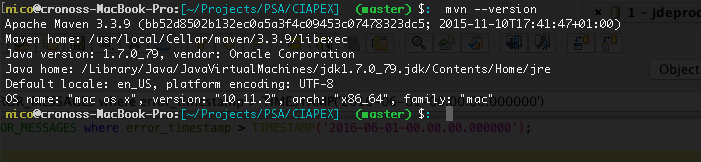 mico@cronoss-MacBook-Pro:[~/Projects/PSA/CIAPEX] (master) $: mvn --version
Apache Maven 3.3.9 (bb52d8502b132ec0a5a3f4c09453c07478323dc5; 2015-11-10T17:41:47+01:00)
1 – jdeprod
Maven home: /usr/local/Cellar/maven/3.3.9/libexec
Java version: 1.7.0_79, vendor: Oracle Corporation
Java home: /Library/Java/JavaVirtualMachines/jdk1.7.0_79.jdk/Contents/Home/jre
Object
Default locale: en_US, platform encoding: UTF-8
OS name: "mac os x", version: "10.11.2", arch: "x86_64", family: "mac"
mico@cronoss-MacBook-Pro:[~/Projects/PSA/CIAPEX] (master) $:
OR_MESSAGES where error_timestamp > TIMESTAMP('2016-06-01-00.00.00.000000');